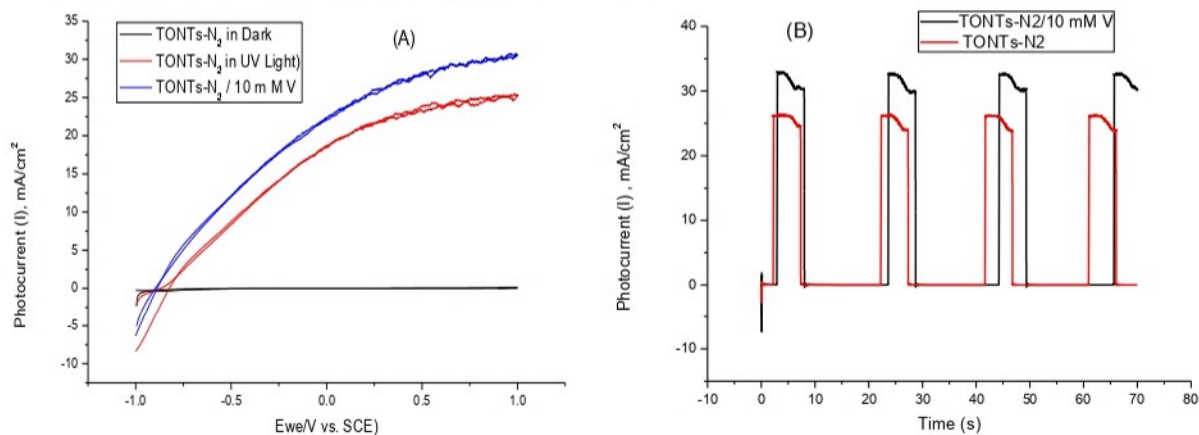 TONTs-N2 in Dark
TONTs-N2 in UV Light)
TONTs-N2 / 10 m M V
(A)
35
30
25
20
15
10
5
0
-5
-10
Photocurrent (I), mA/cm²
-1.0
-0.5
0.0
0.5
1.0
Ewe/V vs. SCE)
TONTs-N2/10 mM V
TONTs-N2
(B)
40
30
20
10
0
-10
Photocurrent (I) , mA/cm²
-10
0
10
20
30
40
50
60
70
80
Time (s)